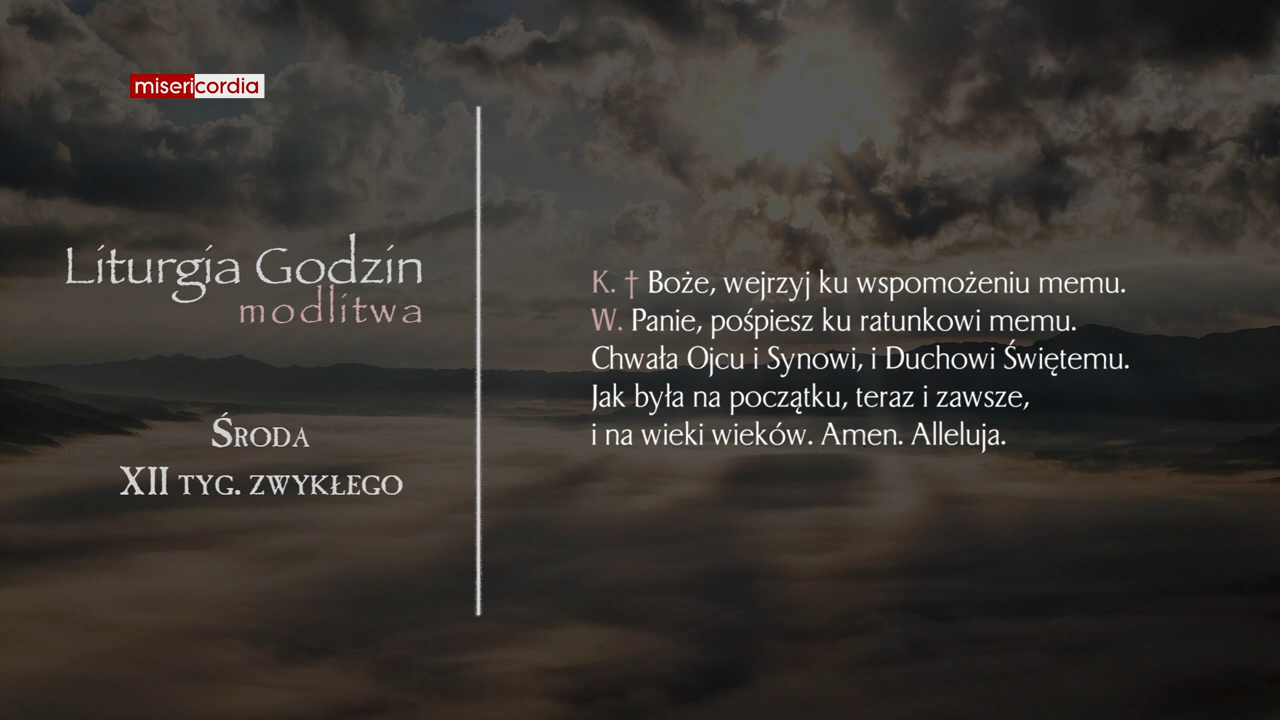 misericordia
Liturgia Godzin
modlitwa
Środa
XII tyg. zwykłego
K. † Boże, wejrzyj ku wspomożeniu memu.
W. Panie, pośpiesz ku ratunkowi memu.
Chwała Ojcu i Synowi, i Duchowi Świętemu.
Jak była na początku, teraz i zawsze,
i na wieki wieków. Amen. Alleluja.